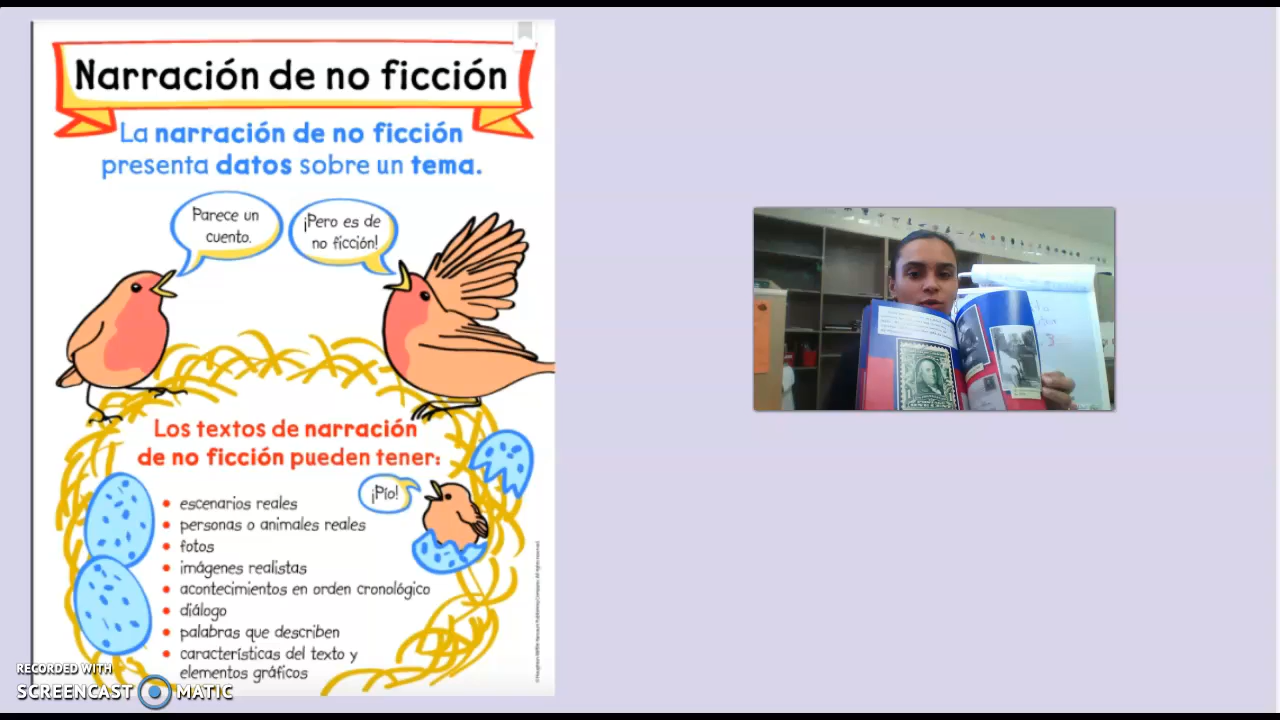 Narración de no ficción
La narración de no ficción
presenta datos sobre un tema.
Parece un
cuento.
¡Pero es de
no ficción!
Los textos de narración
de no ficción pueden tener:
¡Pío!
• escenarios reales
• personas o animales reales
• fotos
• imágenes realistas
• acontecimientos en orden cronológico
• diálogo
• palabras que describen
• características del texto y
elementos gráficos
RECORDED WITH
SCREENCAST MATIC